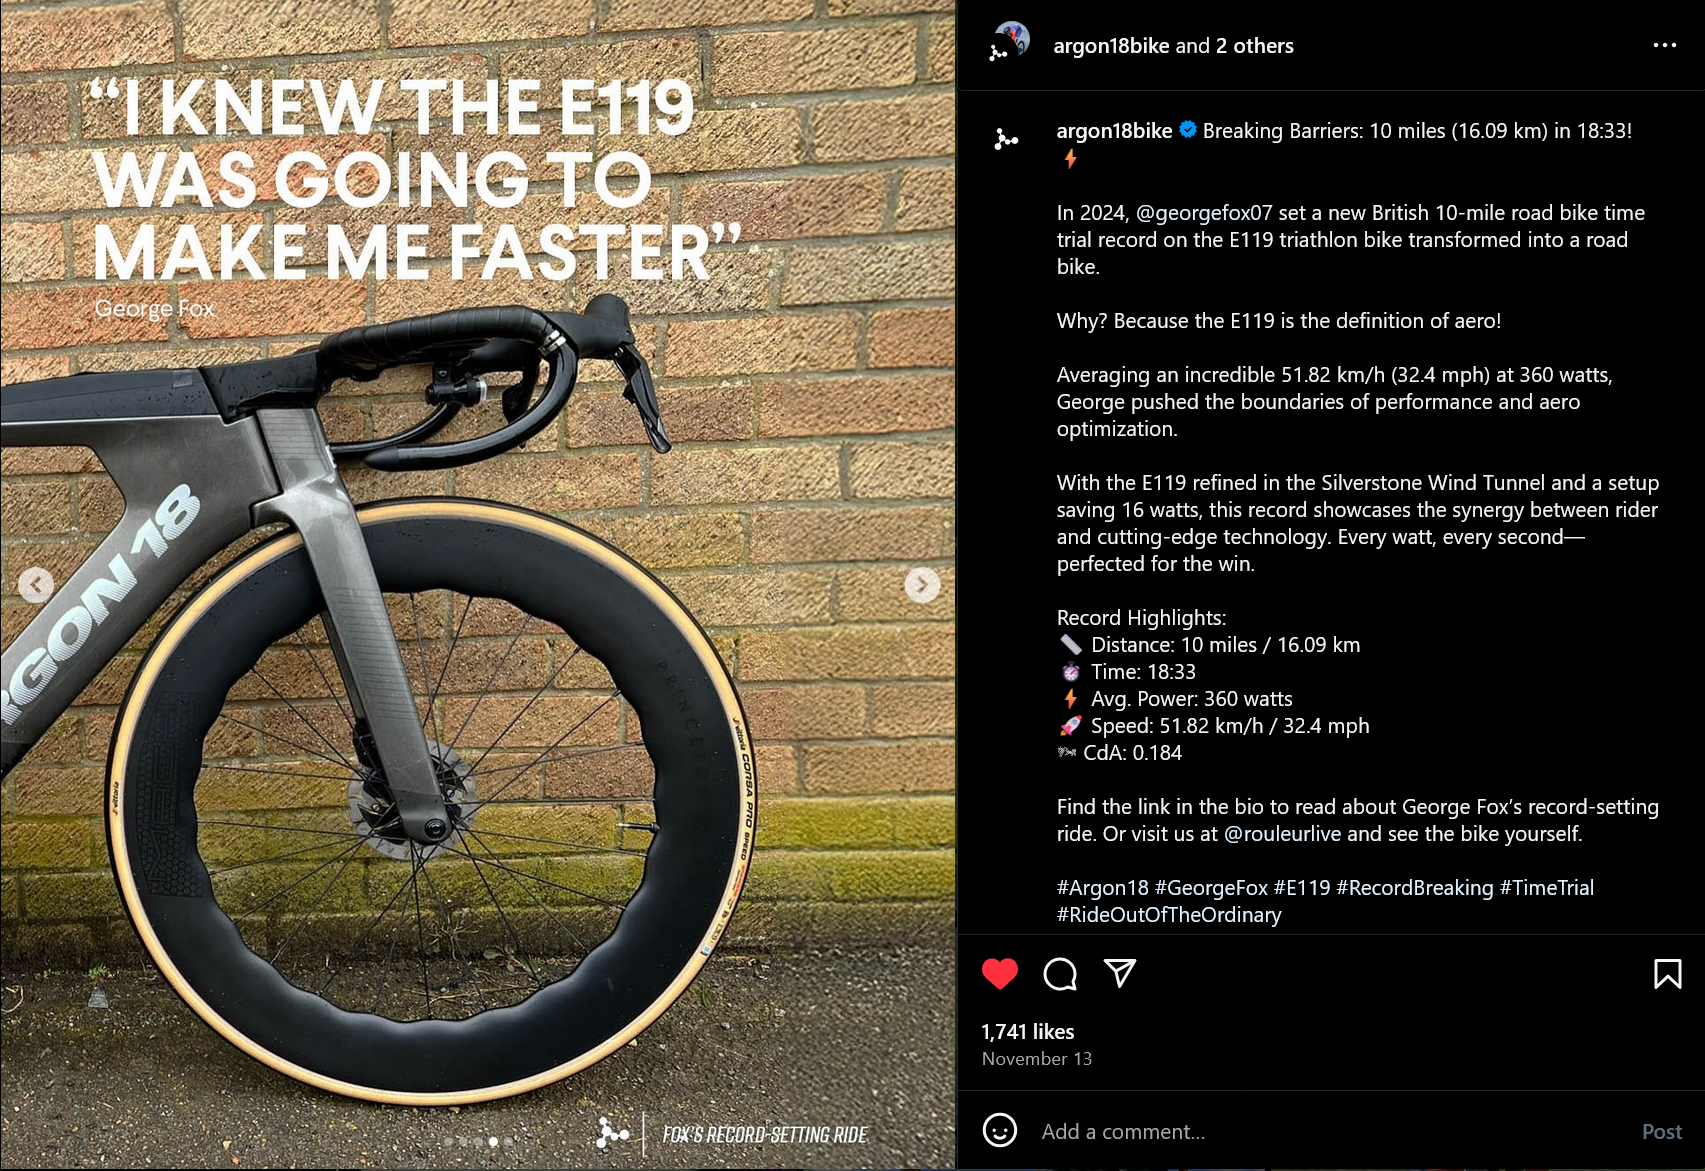 “I KNEW THE E119
WAS GOING TO
MAKE ME FASTER”
George Fox
RGON 18
PRINCE
vittoria
vittoria CORSA PRO SPEED
FOX'S RECORD-SETTING RIDE
argon18bike and 2 others
argon18bike Breaking Barriers: 10 miles (16.09 km) in 18:33!
⚡
In 2024, @georgefox07 set a new British 10-mile road bike time
trial record on the E119 triathlon bike transformed into a road
bike.
Why? Because the E119 is the definition of aero!
Averaging an incredible 51.82 km/h (32.4 mph) at 360 watts,
George pushed the boundaries of performance and aero
optimization.
With the E119 refined in the Silverstone Wind Tunnel and a setup
saving 16 watts, this record showcases the synergy between rider
and cutting-edge technology. Every watt, every second—
perfected for the win.
Record Highlights:
📏 Distance: 10 miles / 16.09 km
⏱️ Time: 18:33
⚡ Avg. Power: 360 watts
🚀 Speed: 51.82 km/h / 32.4 mph
CdA: 0.184
Find the link in the bio to read about George Fox’s record-setting
ride. Or visit us at @rouleurlive and see the bike yourself.
#Argon18 #GeorgeFox #E119 #RecordBreaking #TimeTrial
#RideOutOfTheOrdinary
1,741 likes
November 13
Add a comment...
Post